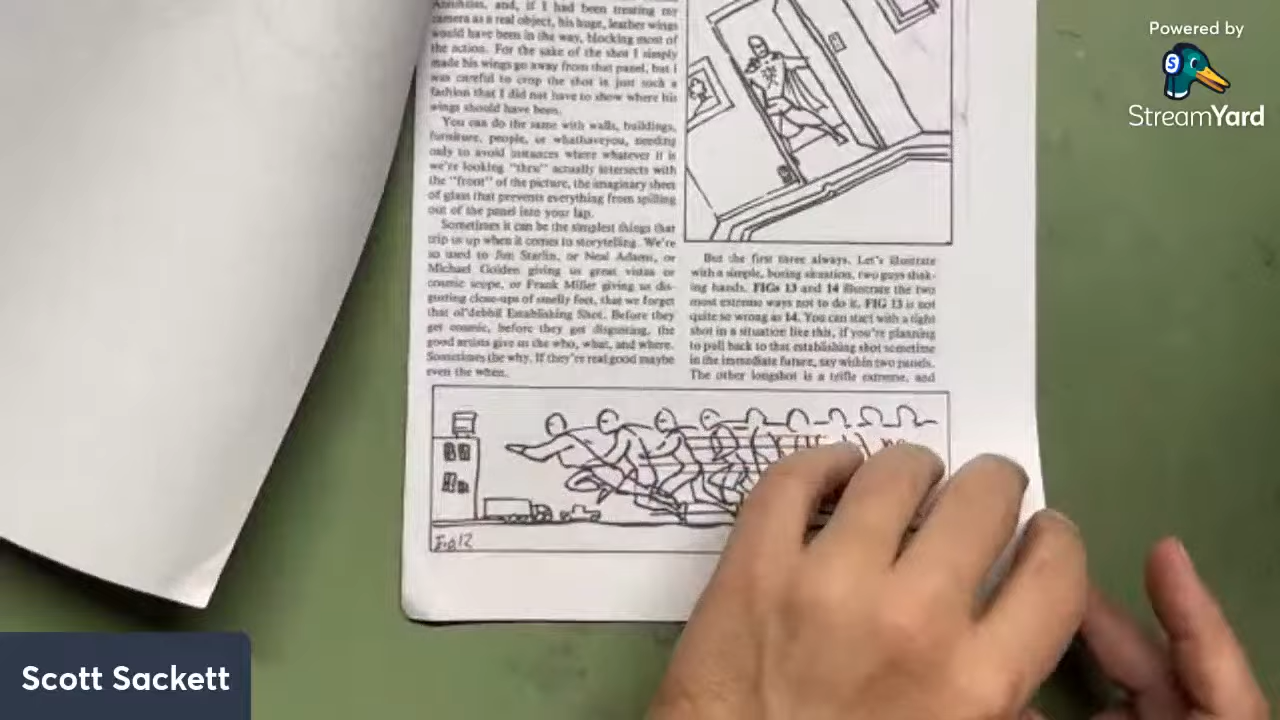 camera as a real object, his huge, leather wings
would have been in the way, blocking most of
the action. For the sake of the shot I simply
made his wings go away from that panel, but I
was careful to crop the shot is just such a
fashion that I did not have to show where his
wings should have been.
You can do the same with walls, buildings,
furniture, people, or whathaveyou, needing
only to avoid instances where whatever it is
we're looking "thru" actually intersects with
the "front" of the picture, the imaginary sheet
of glass that prevents everything from spilling
out of the panel into your lap.
Sometimes it can be the simplest things that
trip us up when it comes to storytelling. We're
so used to Jim Starlin, or Neal Adams, or
Michael Golden giving us great vistas or
cosmic scope, or Frank Miller giving us dis-
gusting close-ups of smelly feet, that we forget
that ol'debbil Establishing Shot. Before they
get cosmic, before they get disgusting, the
good artists give us the who, what, and where.
Sometimes the why. If they're real good maybe
even the when.
But the first three always. Let's illustrate
with a simple, boring situation, two guys shak-
ing hands. FIGs 13 and 14 illustrate the two
most extreme ways not to do it. FIG 13 is not
quite so wrong as 14. You can start with a tight
shot in a situation like this, if you're planning
to pull back to that establishing shot sometime
in the immediate future, say within two panels.
The other longshot is a trifle extreme, and
FIG 12
Powered by
StreamYard
Scott Sackett